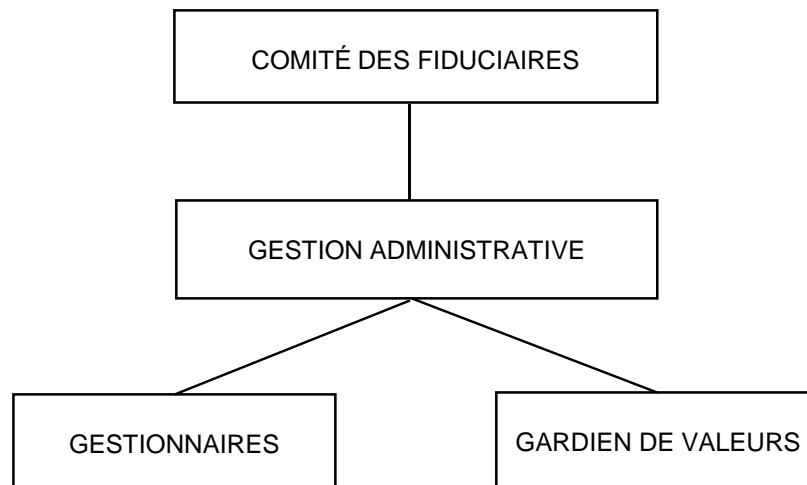 COMITÉ DES FIDUCIAIRES
GESTION ADMINISTRATIVE
GESTIONNAIRES
GARDIEN DE VALEURS